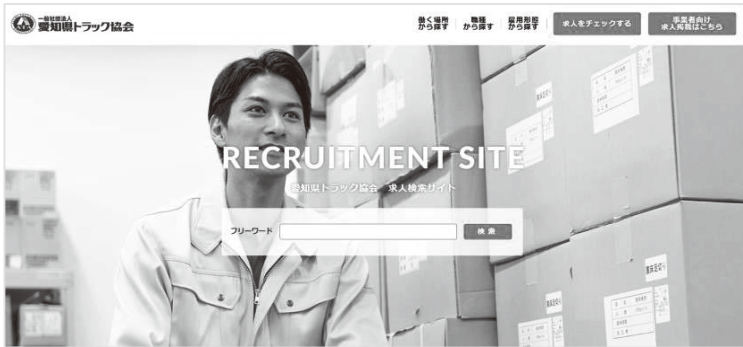 一般社団法人
愛知県トラック協会
働く場所
から探す
職種
から探す
雇用形態
から探す
求人をチェックする
事業者向け
求人掲載はこちら
RECRUITMENT SITE
愛知県トラック協会 求人検索サイト
フリーワード
検索